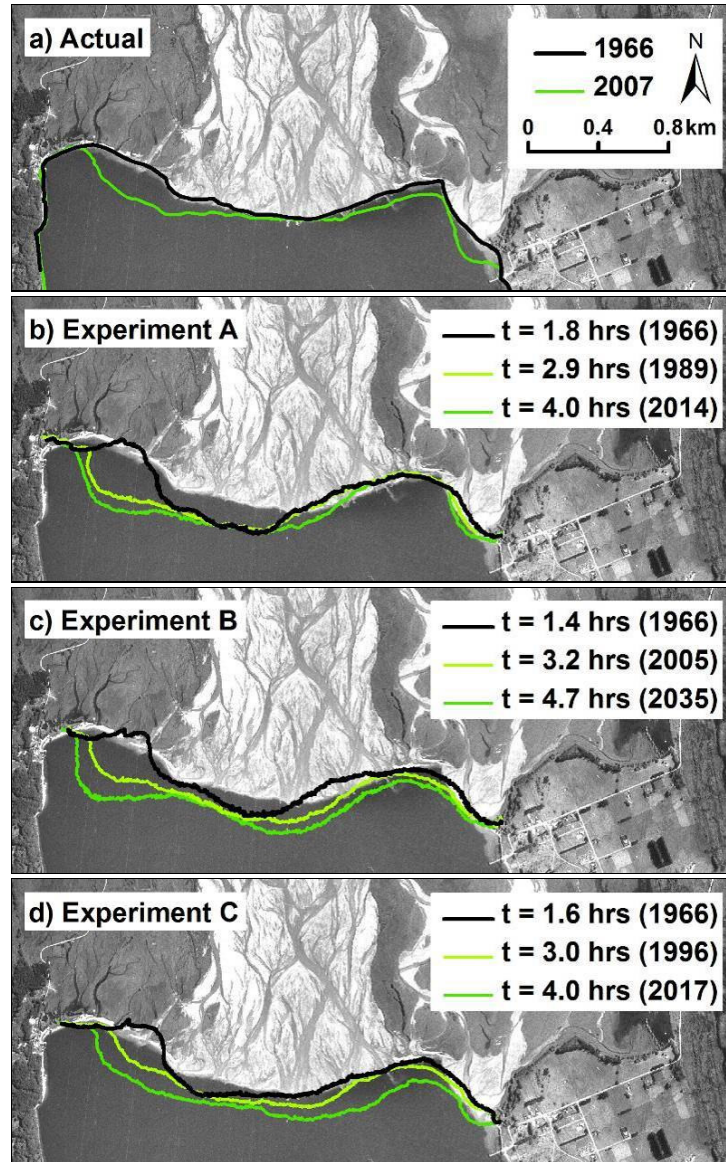 a) Actual
1966
2007
N
0 0.4 0.8 km
b) Experiment A
t = 1.8 hrs (1966)
t = 2.9 hrs (1989)
t = 4.0 hrs (2014)
c) Experiment B
t = 1.4 hrs (1966)
t = 3.2 hrs (2005)
t = 4.7 hrs (2035)
d) Experiment C
t = 1.6 hrs (1966)
t = 3.0 hrs (1996)
t = 4.0 hrs (2017)